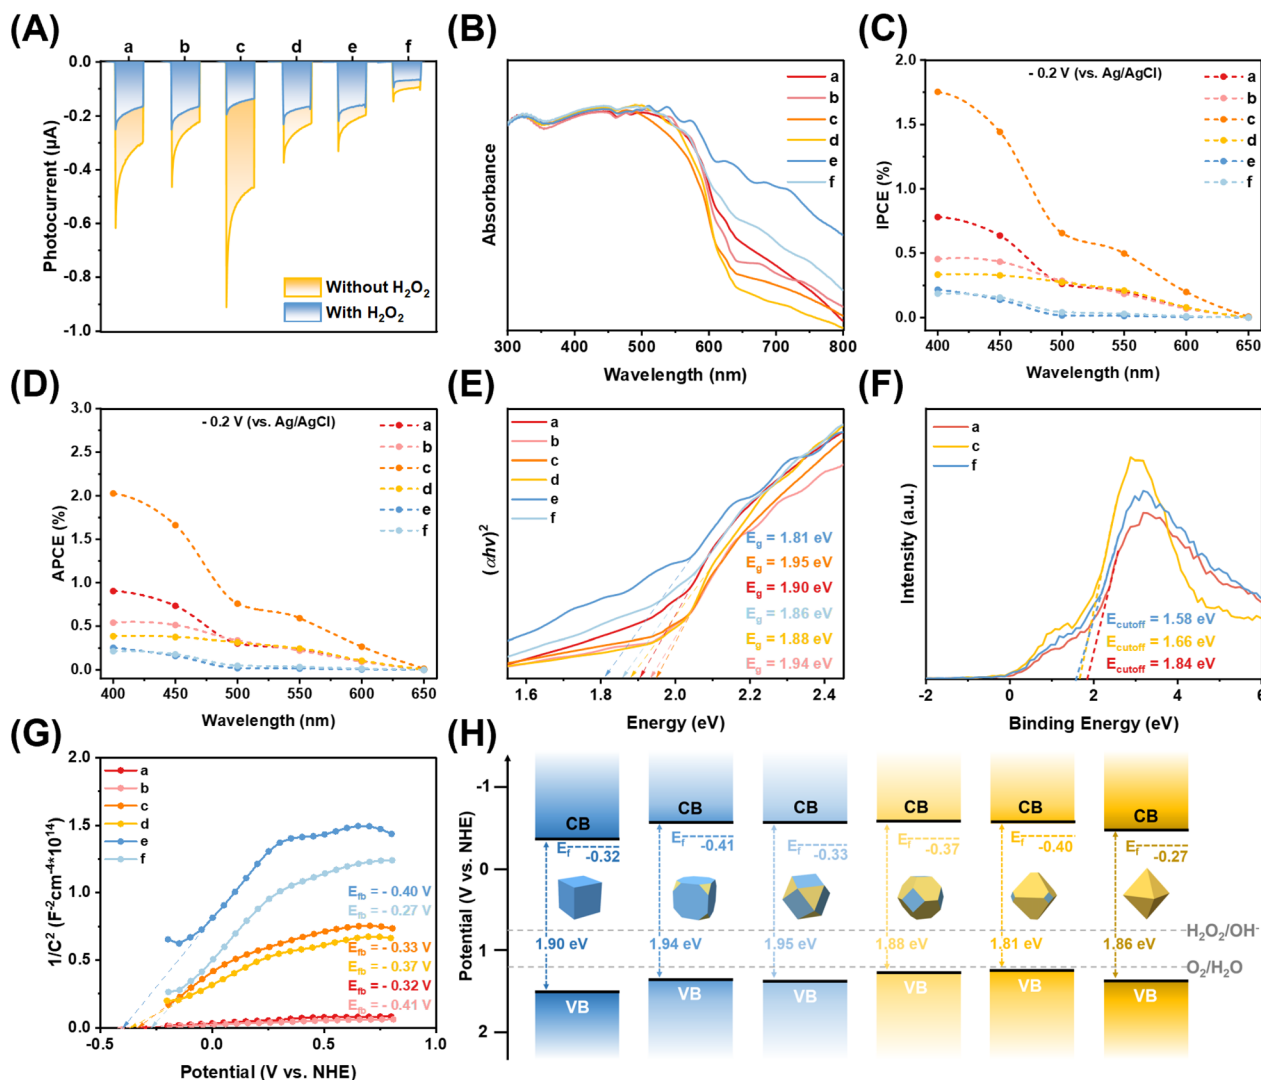 (A)
a b c d e f
0.0
-0.2
-0.4
-0.6
-0.8
-1.0
Photocurrent (μA)
Without H2O2
With H2O2
(B)
Absorbance
a
b
c
d
e
f
300 400 500 600 700 800
Wavelength (nm)
(C)
- 0.2 V (vs. Ag/AgCl)
2.0
1.5
1.0
0.5
0.0
IPCE (%)
a
b
c
d
e
f
400 450 500 550 600 650
Wavelength (nm)
(D)
- 0.2 V (vs. Ag/AgCl)
3.0
2.5
2.0
1.5
1.0
0.5
0.0
APCE (%)
a
b
c
d
e
f
400 450 500 550 600 650
Wavelength (nm)
(E)
(αhν)2
a
b
c
d
e
f
Eg = 1.81 eV
Eg = 1.95 eV
Eg = 1.90 eV
Eg = 1.86 eV
Eg = 1.88 eV
Eg = 1.94 eV
1.6 1.8 2.0 2.2 2.4
Energy (eV)
(F)
Intensity (a.u.)
a
c
f
Ecutoff = 1.58 eV
Ecutoff = 1.66 eV
Ecutoff = 1.84 eV
-2 0 2 4 6
Binding Energy (eV)
(G)
2.0
1.5
1.0
0.5
0.0
1/C2 (F-2cm-4*1014)
a
b
c
d
e
f
Efb = - 0.40 V
Efb = - 0.27 V
Efb = - 0.33 V
Efb = - 0.37 V
Efb = - 0.32 V
Efb = - 0.41 V
-0.5 0.0 0.5 1.0
Potential (V vs. NHE)
(H)
Potential (V vs. NHE)
-1
0
1
2
CB CB CB CB CB CB
Ef -0.32
Ef -0.41
Ef -0.33
Ef -0.37
Ef -0.40
Ef -0.27
H2O2/OH-
1.90 eV 1.94 eV 1.95 eV 1.88 eV 1.81 eV 1.86 eV
O2/H2O
VB VB VB VB VB VB